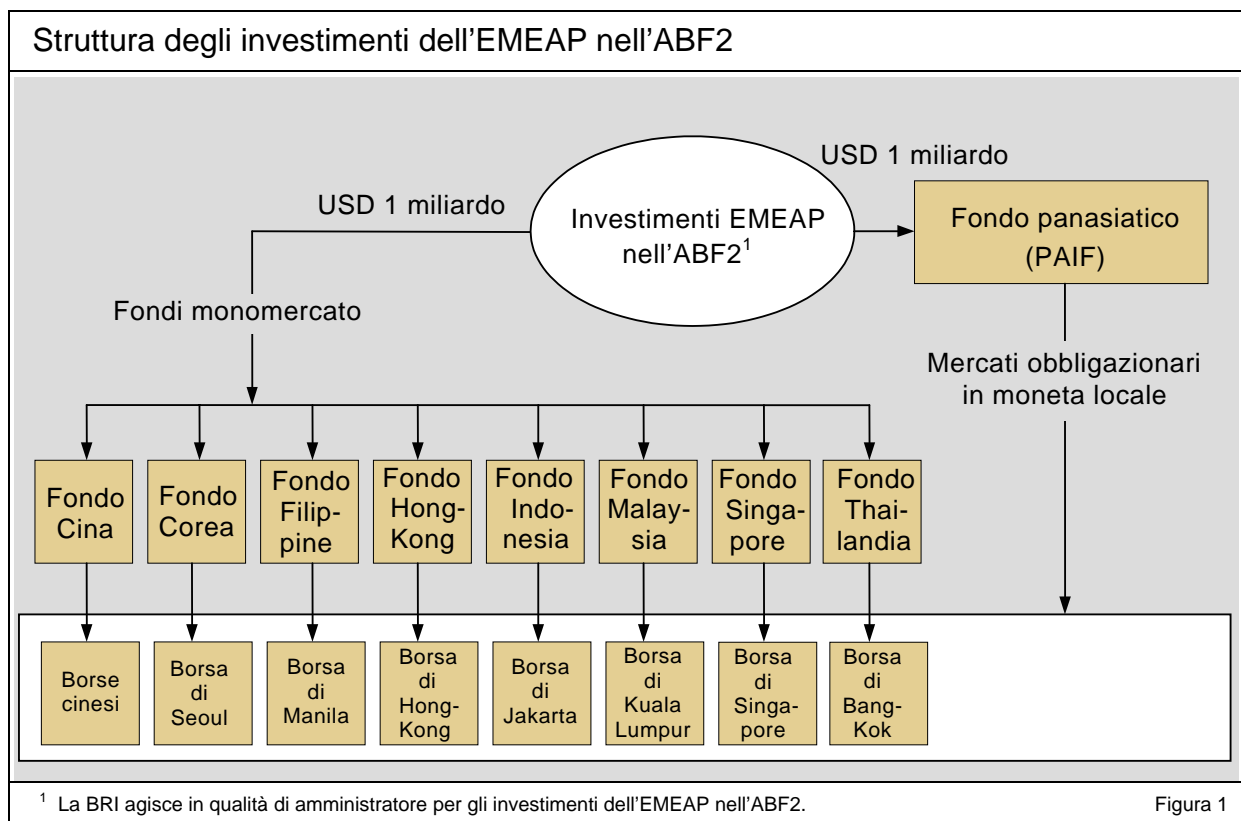 Struttura degli investimenti dell'EMEAP nell'ABF2
USD 1 miliardo
USD 1 miliardo
Investimenti EMEAP
nell'ABF2¹
Fondo panasiatico
(PAIF)
Fondi monomercato
Mercati obbligazionari
in moneta locale
Fondo
Cina
Fondo
Corea
Fondo
Filip-
pine
Fondo
Hong-
Kong
Fondo
Indo-
nesia
Fondo
Malay-
sia
Fondo
Singa-
pore
Fondo
Thai-
landia
Borse
cinesi
Borsa
di
Seoul
Borsa
di
Manila
Borsa
di
Hong-
Kong
Borsa
di
Jakarta
Borsa
di
Kuala
Lumpur
Borsa
di
Singa-
pore
Borsa
di
Bang-
Kok
¹ La BRI agisce in qualità di amministratore per gli investimenti dell'EMEAP nell'ABF2.
Figura 1